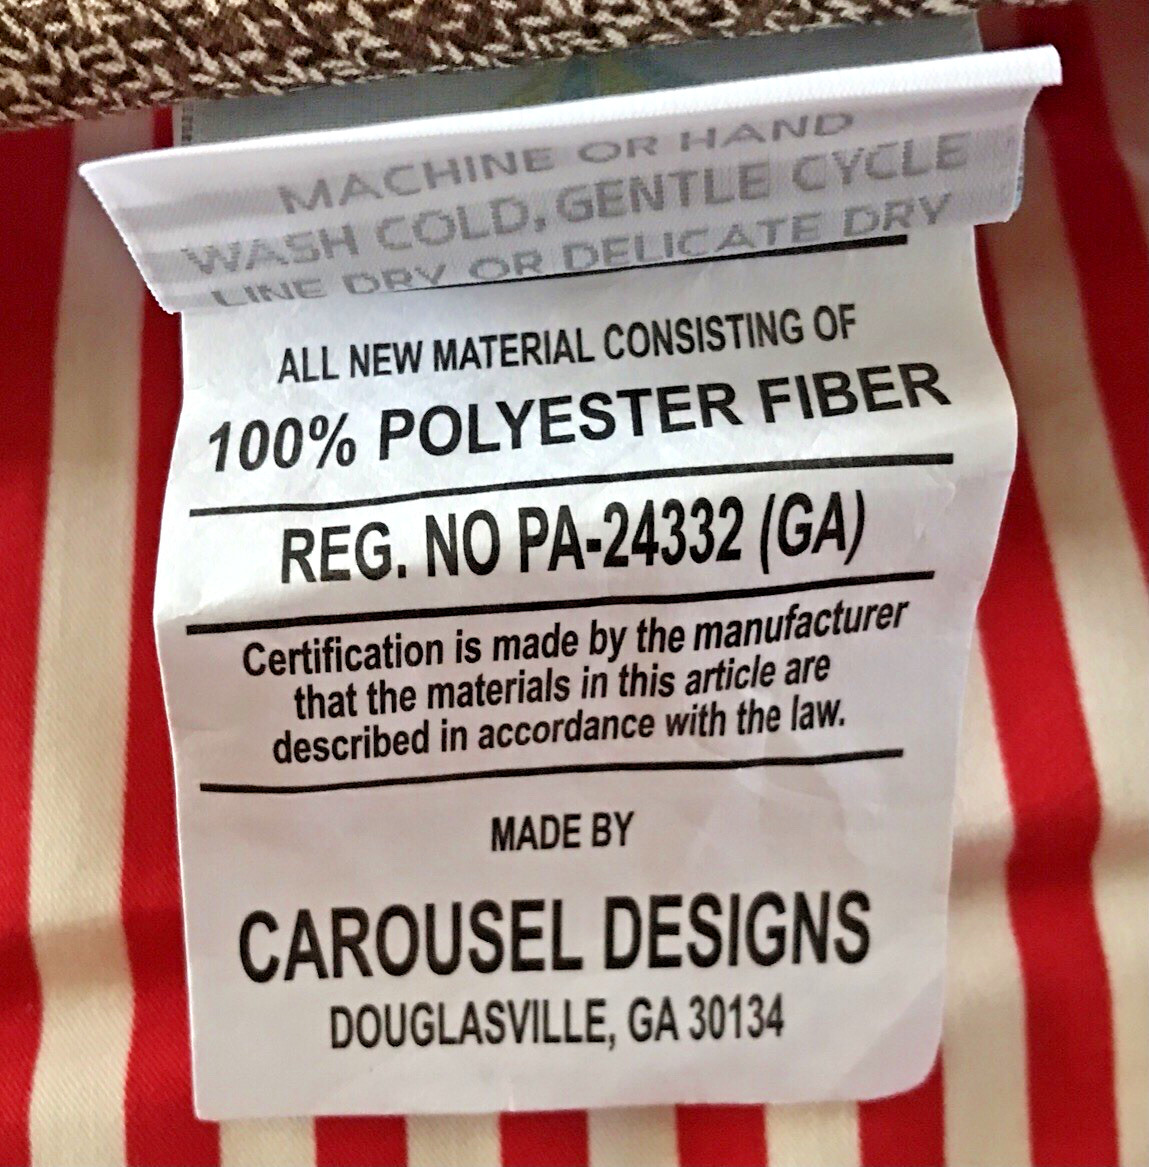 MACHINE OR HAND
WASH COLD, GENTLE CYCLE
LINE DRY OR DELICATE DRY
ALL NEW MATERIAL CONSISTING OF
100% POLYESTER FIBER
REG. NO PA-24332 (GA)
Certification is made by the manufacturer
that the materials in this article are
described in accordance with the law.
MADE BY
CAROUSEL DESIGNS
DOUGLASVILLE, GA 30134